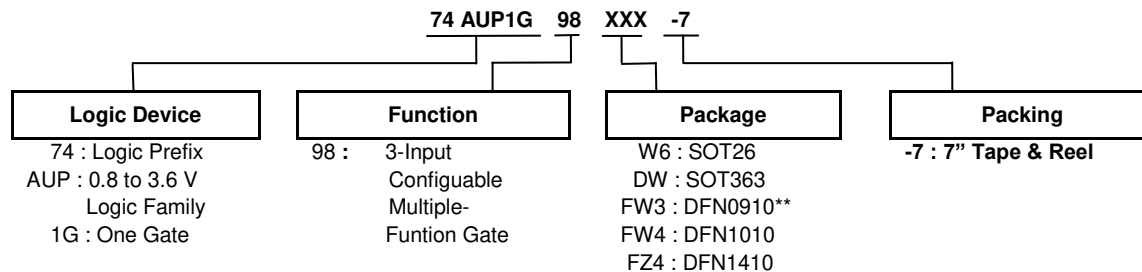 74 AUP1G 98 XXX -7
Logic Device
74 : Logic Prefix
AUP : 0.8 to 3.6 V
Logic Family
1G : One Gate
Function
98 : 3-Input
Configuable
Multiple-
Funtion Gate
Package
W6 : SOT26
DW : SOT363
FW3 : DFN0910**
FW4 : DFN1010
FZ4 : DFN1410
Packing
-7 : 7” Tape & Reel